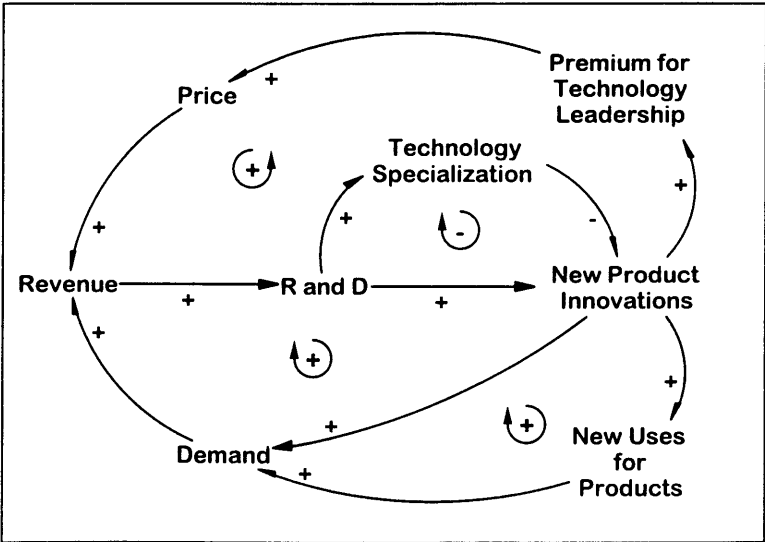 Premium for
Technology
Leadership
+
Price
+
Technology
Specialization
+
+
-
-
+
Revenue
+
R and D
+
New Product
Innovations
+
+
+
+
+
Demand
+
New Uses
for
Products